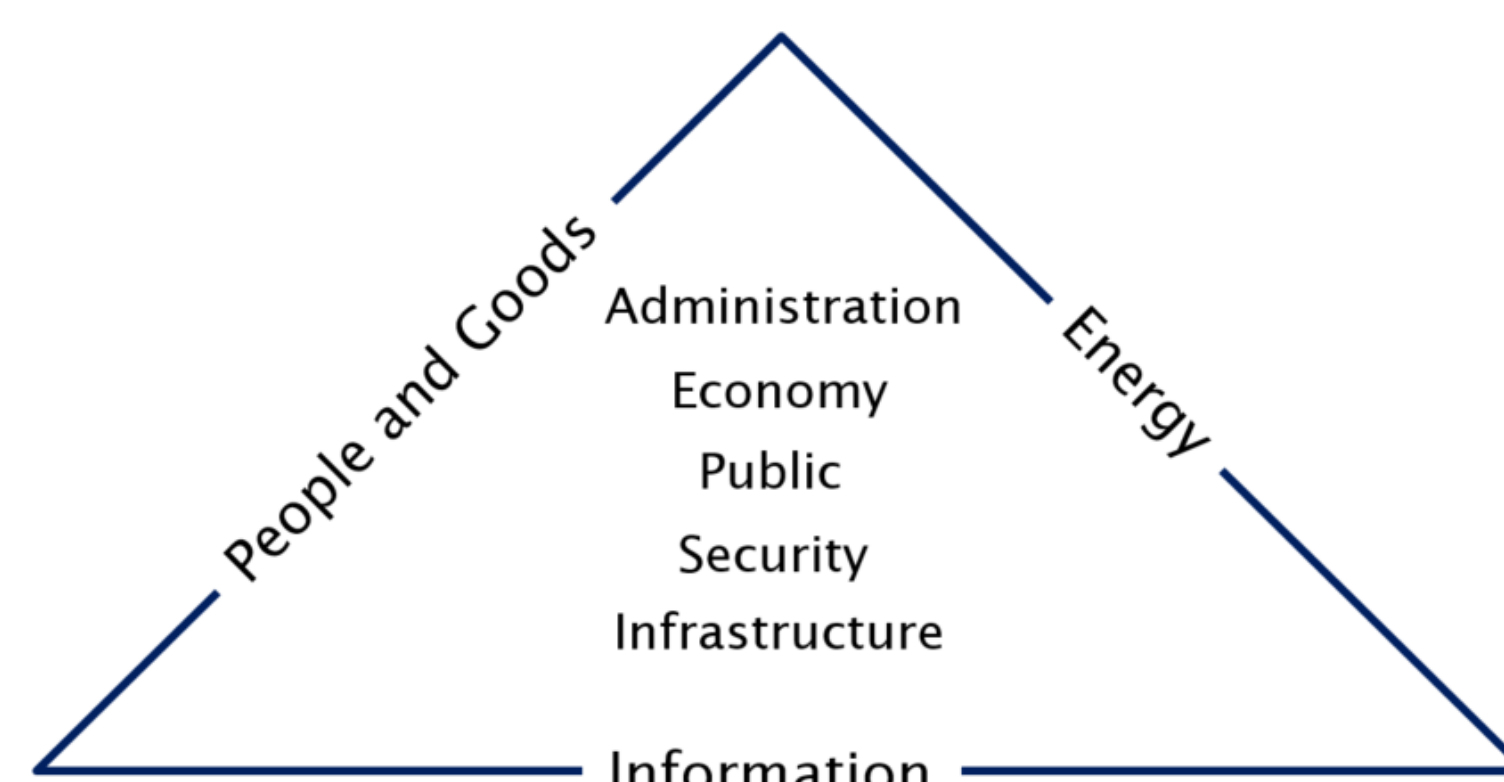 People and Goods
Energy
Administration
Economy
Public
Security
Infrastructure
Information